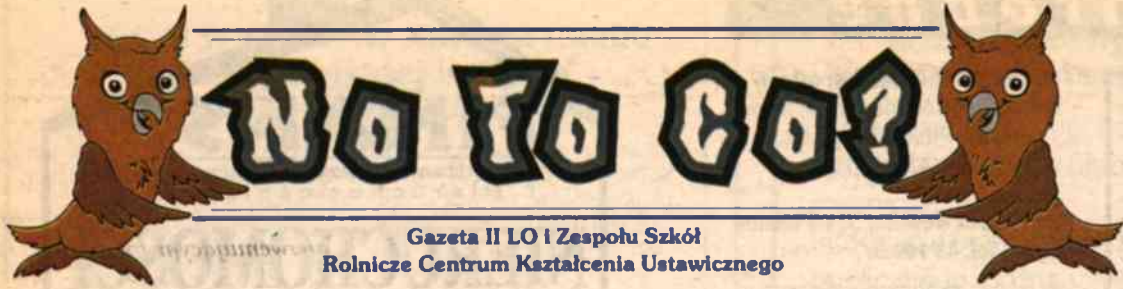 No To Co?
Gazeta II LO i Zespołu Szkół
Rolnicze Centrum Kształcenia Ustawicznego